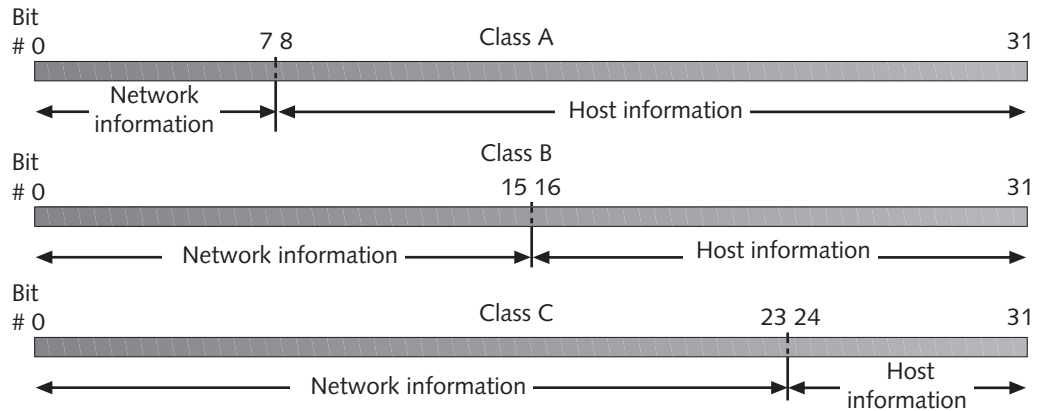 Bit
# 0 7 8 Class A 31
Network information Host information
Class B
Bit
# 0 15 16 31
Network information Host information
Bit
# 0 Class C 23 24 31
Network information Host information